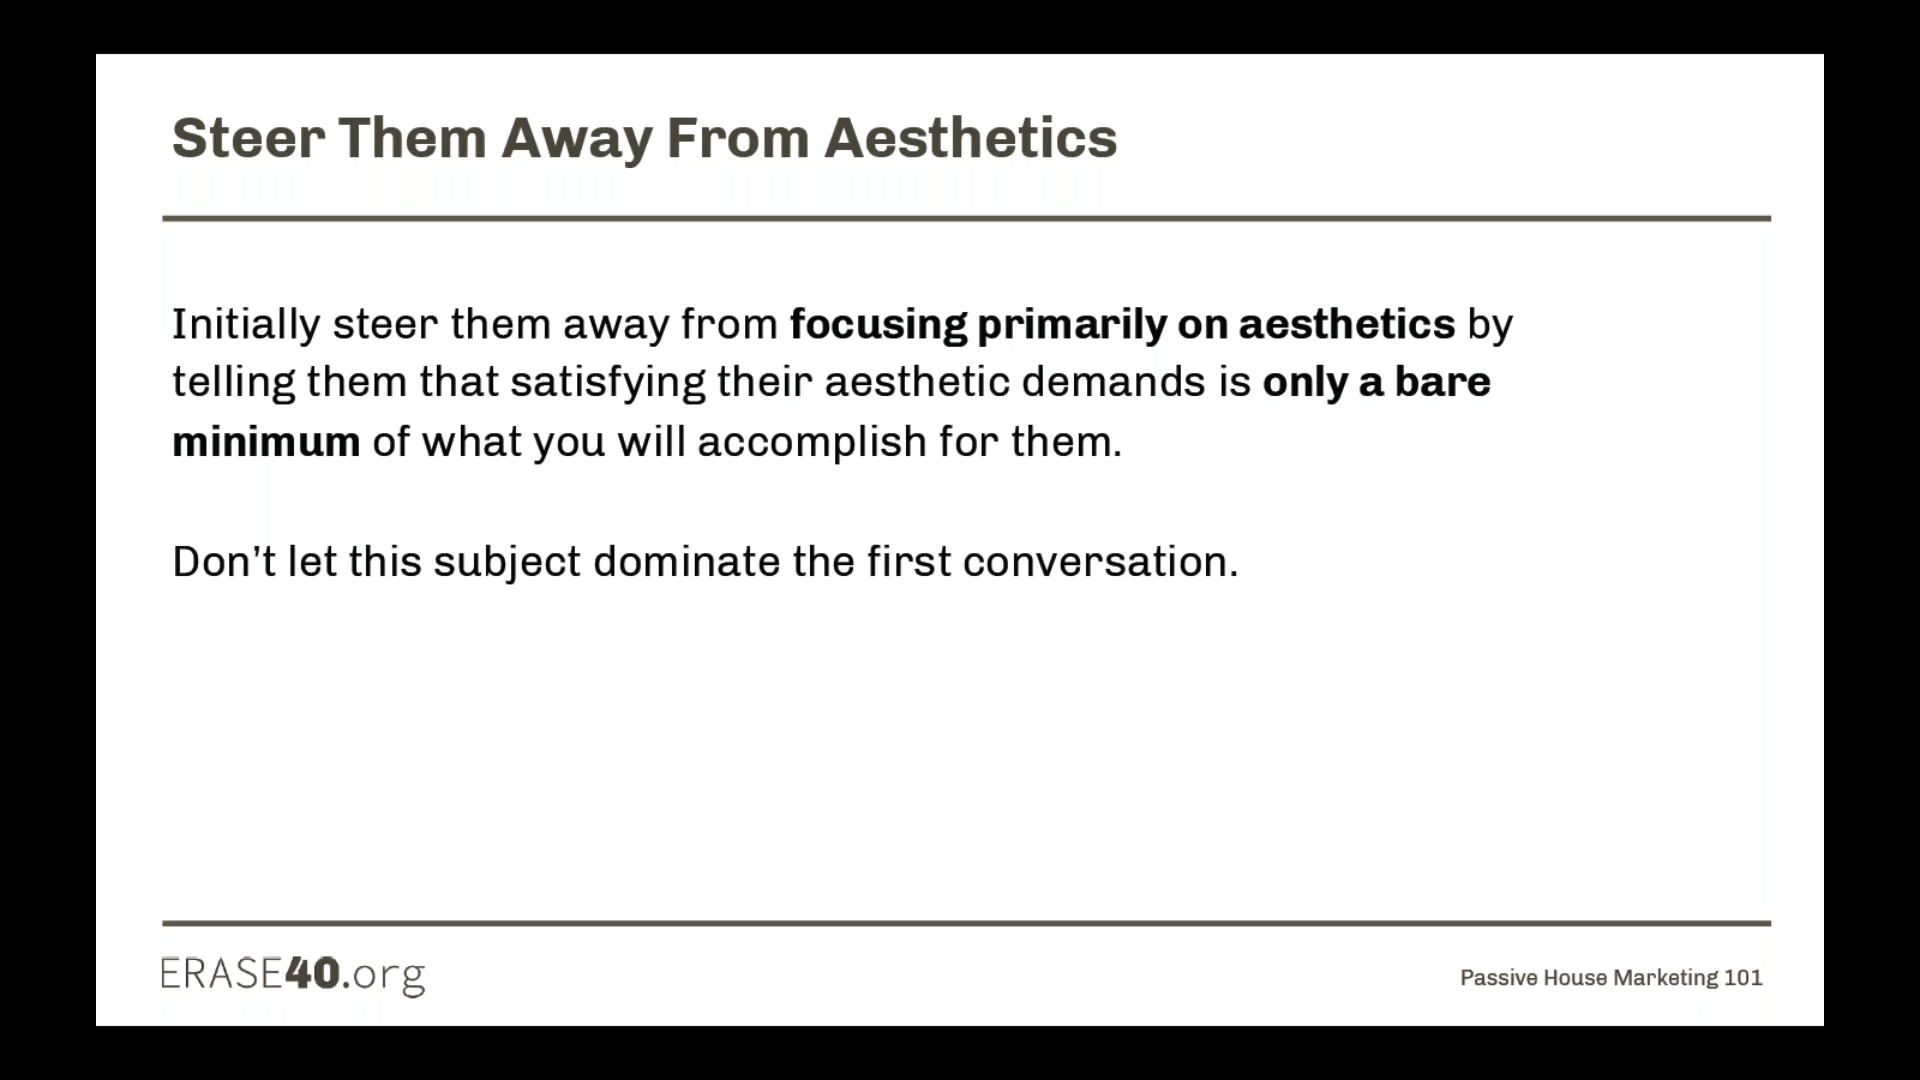 Steer Them Away From Aesthetics
Initially steer them away from focusing primarily on aesthetics by
telling them that satisfying their aesthetic demands is only a bare
minimum of what you will accomplish for them.
Don’t let this subject dominate the first conversation.
ERASE40.org
Passive House Marketing 101